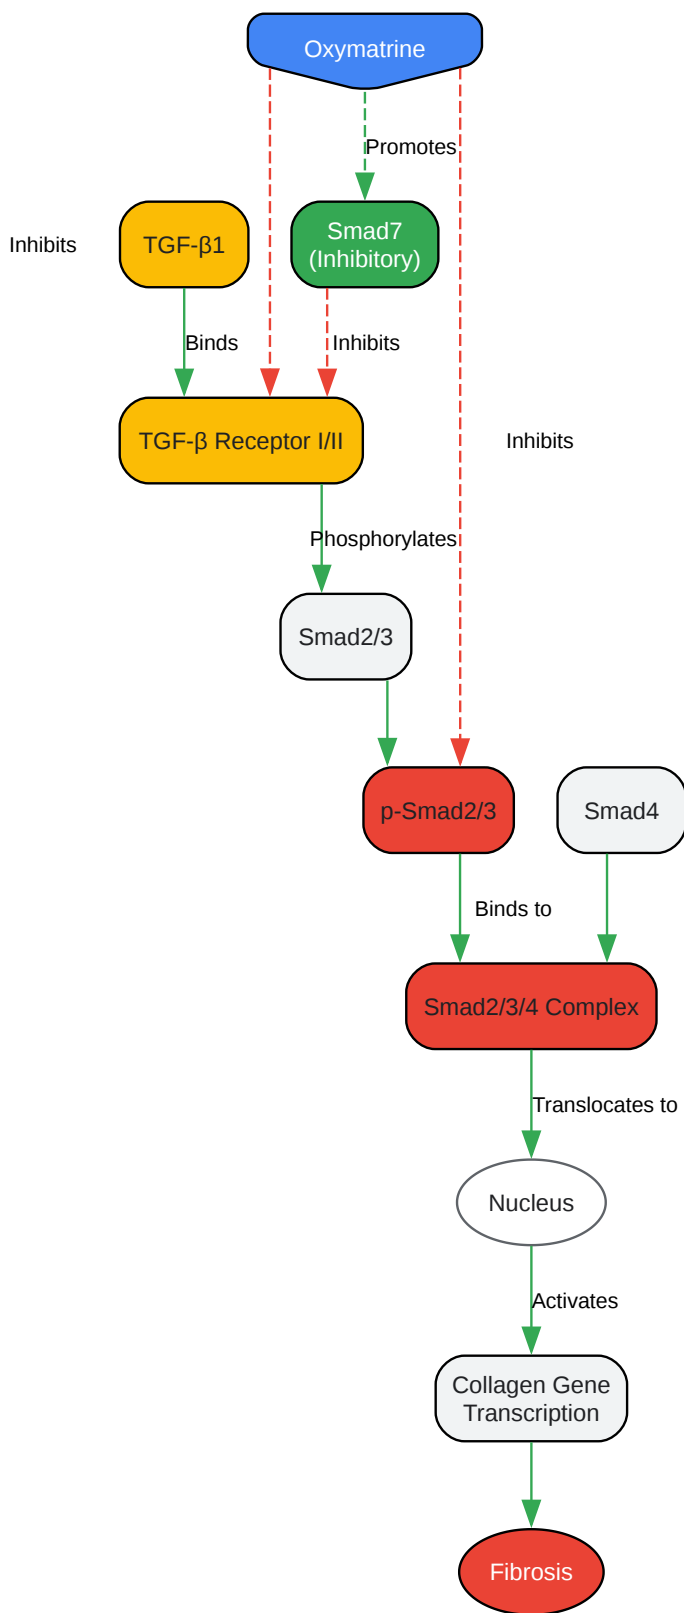 Oxymatrine
Promotes
Inhibits
TGF-β1
Smad7
(Inhibitory)
Binds
Inhibits
TGF-β Receptor I/II
Inhibits
Phosphorylates
Smad2/3
p-Smad2/3
Smad4
Binds to
Smad2/3/4 Complex
Translocates to
Nucleus
Activates
Collagen Gene
Transcription
Fibrosis